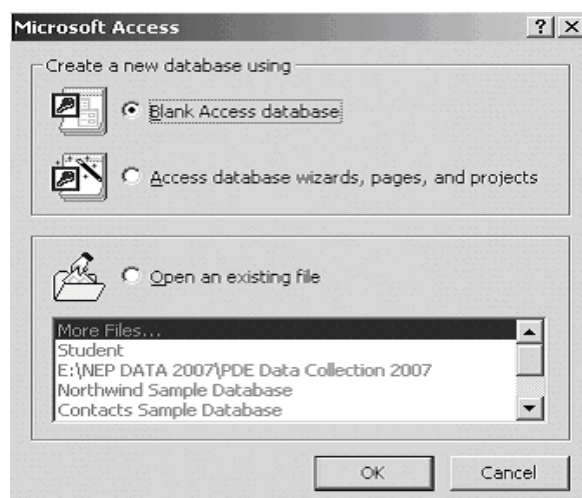 Microsoft Access
Create a new database using
Blank Access database
Access database wizards, pages, and projects
Open an existing file
More Files...
Student
E:\NEP DATA 2007\PDE Data Collection 2007
Northwind Sample Database
Contacts Sample Database
OK Cancel